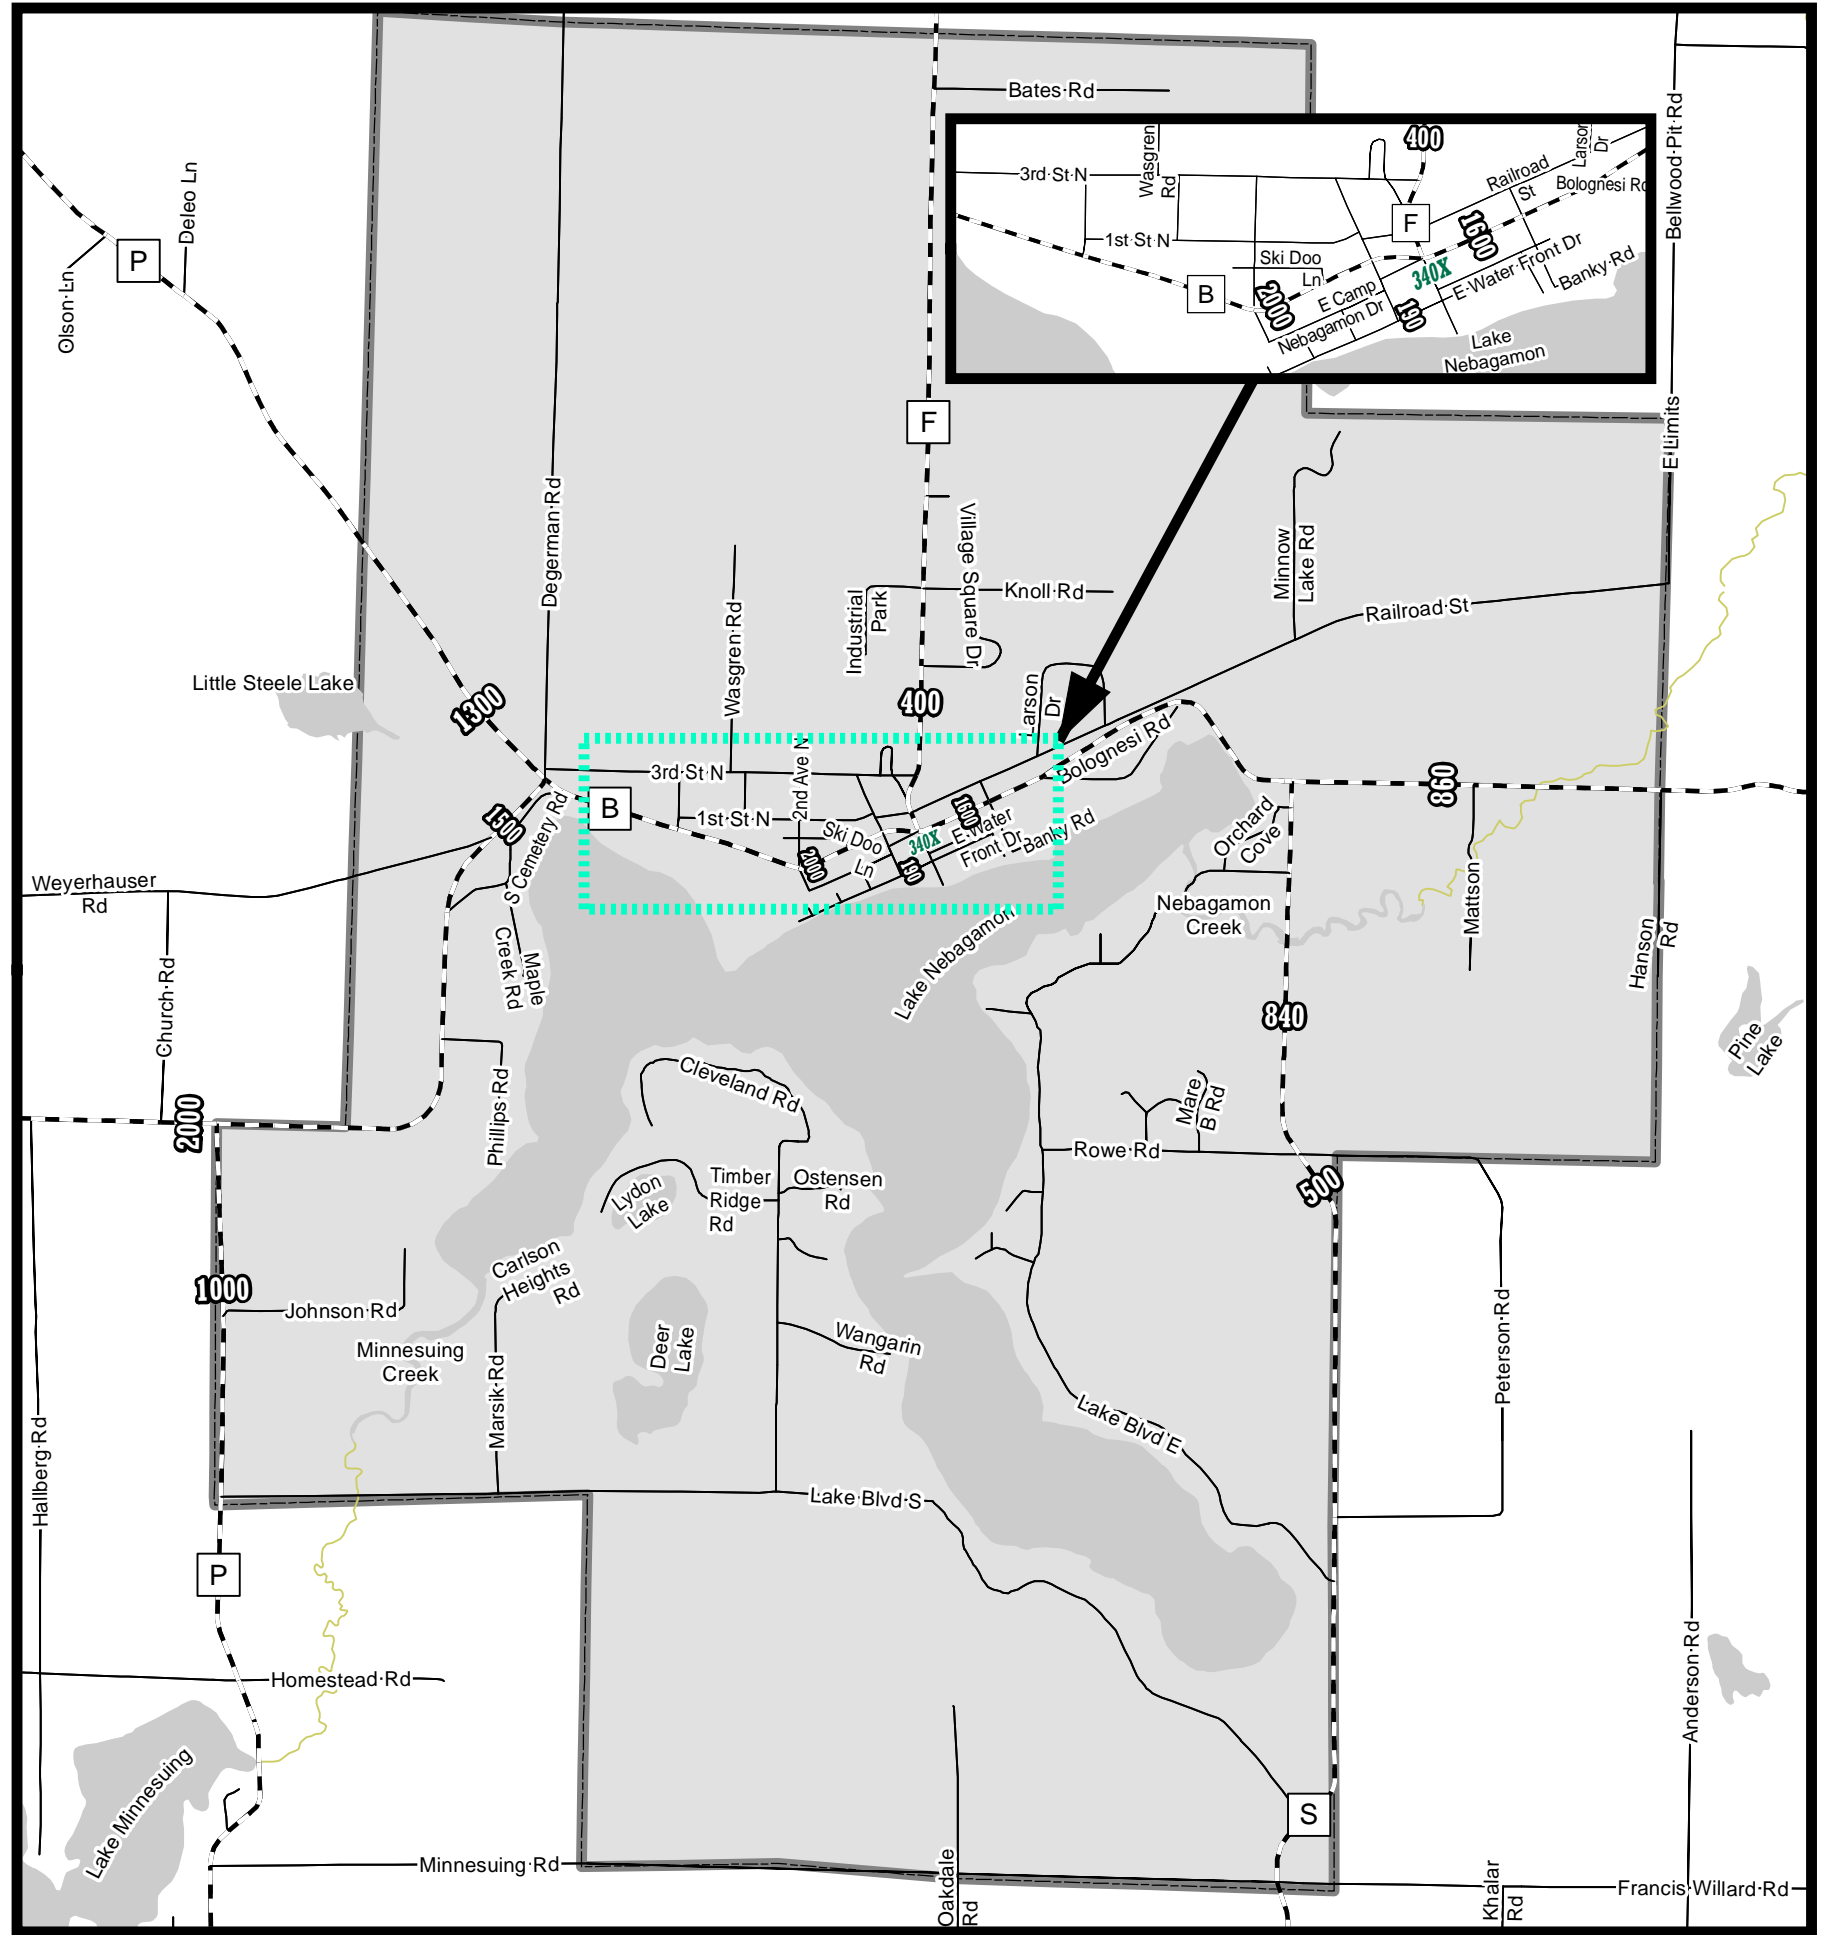 Bates Rd
Deleo Ln
P
Olson Ln
Bellwood Pit Rd
400
Wasgren
Rd
Larson
Dr
3rd St N
Railroad
St
Bolognesi Rd
F
1600
1st St N
Ski Doo
Ln
340X
E Water Front Dr
Banky Rd
B
2000
E Camp
Nebagamon Dr
190
Lake
Nebagamon
F
E Limits
Degerman Rd
Village Square Dr
Minnow
Lake Rd
Industrial
Park
Knoll Rd
Railroad St
Wasgren Rd
Little Steele Lake
1300
400
Larson
Dr
Bolognesi Rd
3rd St N
2nd Ave N
860
B
1500
1st St N
1600
S Cemetery Rd
Ski Doo
Ln
340X
E Water
Front Dr
Banky Rd
2000
190
Orchard
Cove
Weyerhauser
Rd
Mattson
Nebagamon
Creek
Hanson
Rd
Maple
Creek Rd
Lake Nebagamon
Church Rd
840
Pine
Lake
2000
Phillips Rd
Cleveland Rd
Mare
B Rd
Rowe Rd
500
Timber
Ridge
Rd
Ostensen
Rd
Lydon
Lake
Carlson
Heights
Rd
1000
Johnson Rd
Minnesuing
Creek
Deer
Lake
Wangarin
Rd
Peterson Rd
Marsik Rd
Lake Blvd E
Hallberg Rd
Lake Blvd S
P
Homestead Rd
Anderson Rd
Lake Minnesuing
S
Minnesuing Rd
Oakdale
Rd
Khalar
Rd
Francis Willard Rd